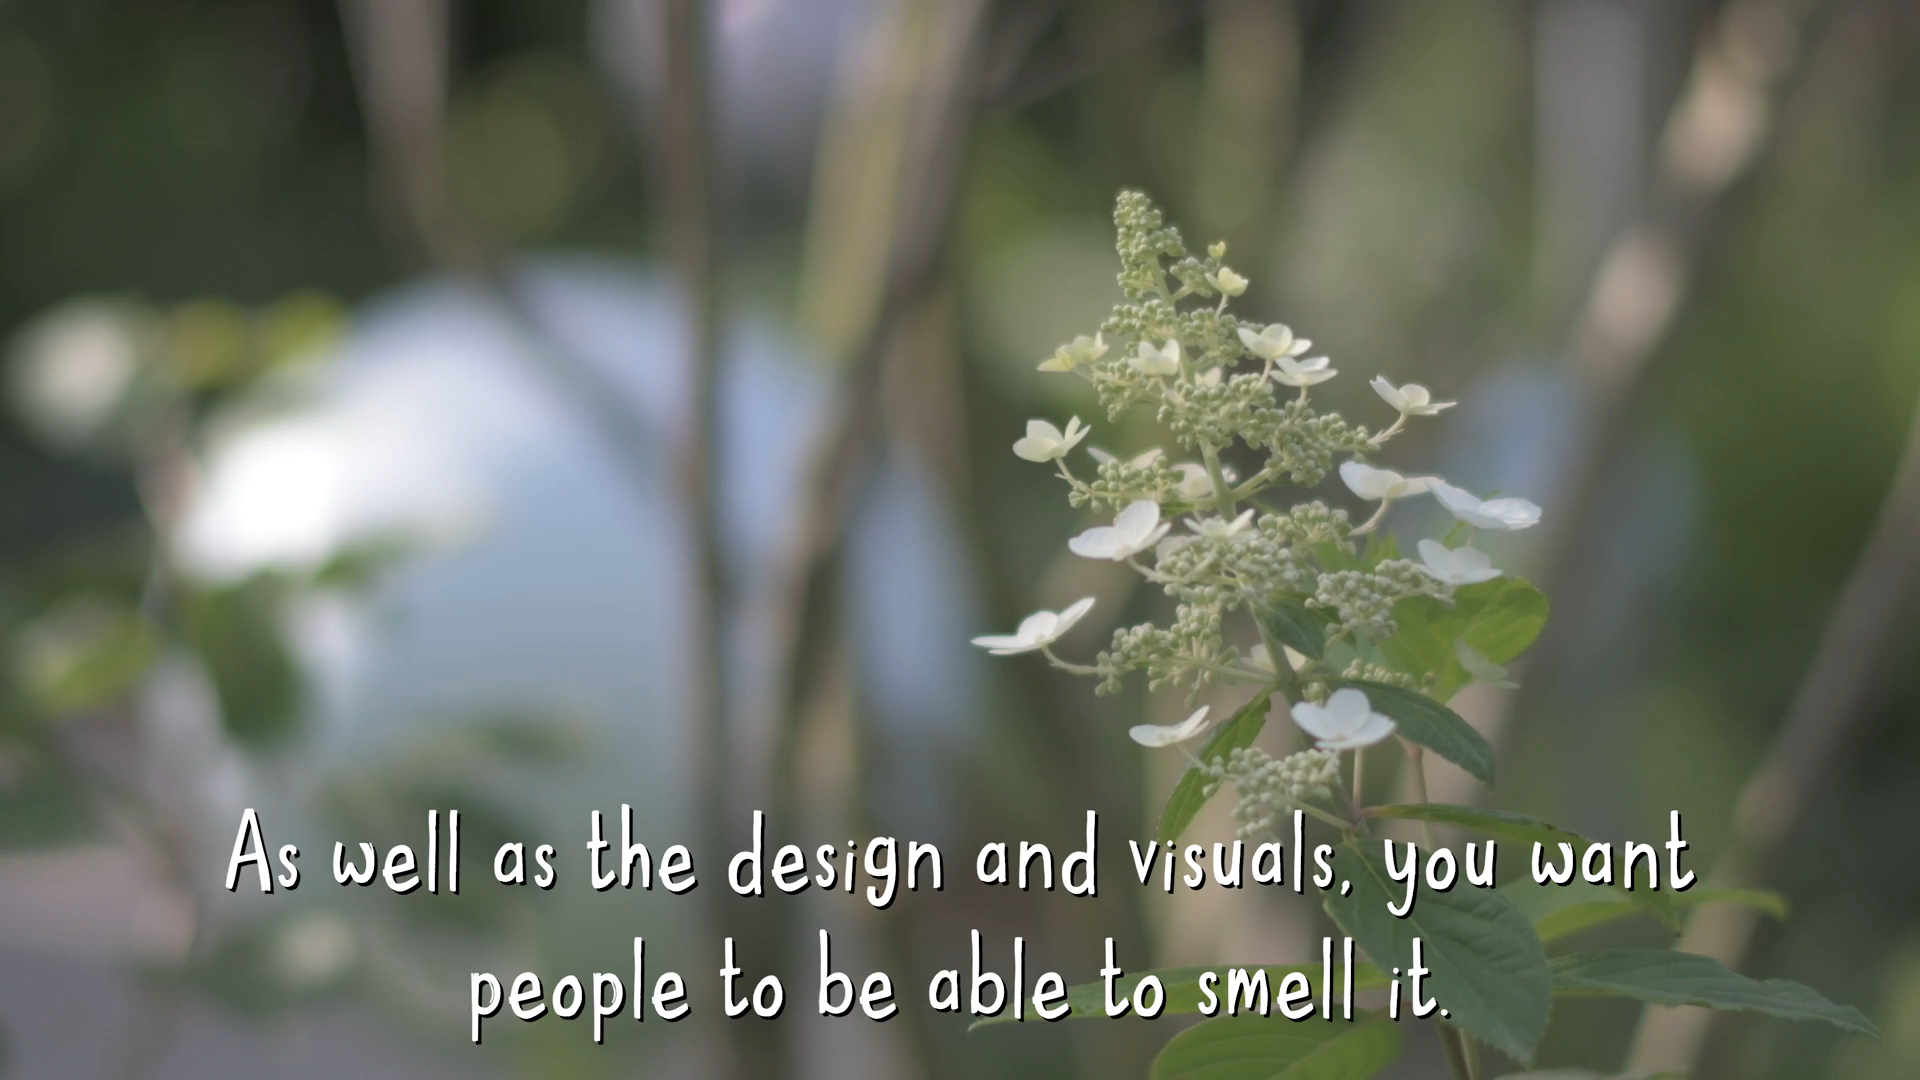 As well as the design and visuals, you want
people to be able to smell it.